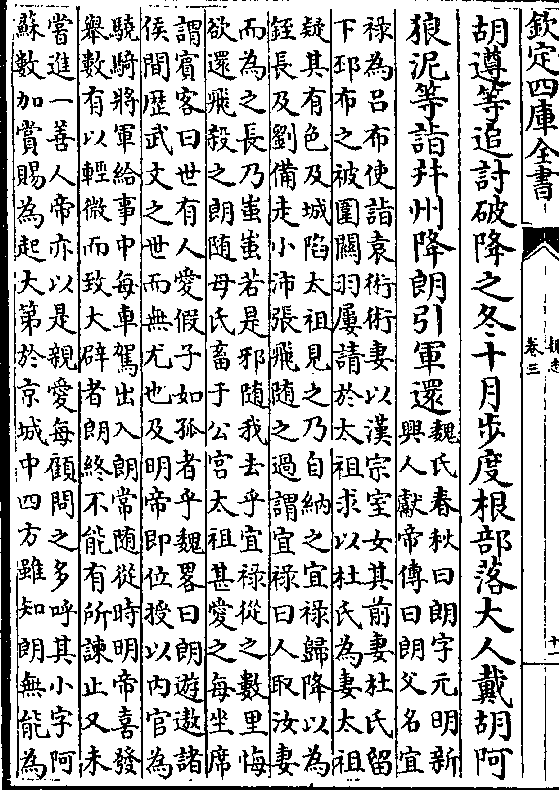 欽定四庫全書
魏志
卷三
胡遵等追討破降之冬十月步度根部落大人戴胡阿
狼泥等詣幷州降朗引軍還
魏氏春秋曰朗字元明新
興人獻帝傳曰朗父名宜
祿為呂布使詣袁術術妻以漢宗室女其前妻杜氏留
下邳布之被圍關羽屢請於太祖求以杜氏為妻太祖
疑其有色及城陷太祖見之乃自納之宜祿歸降以為
銍長及劉備走小沛張飛隨之過謂宜祿曰人取汝妻
而為之長乃蚩蚩若是邪隨我去乎宜祿從之數里悔
欲還飛殺之朗隨母氏畜于公宮太祖甚愛之每坐席
謂賓客曰世有人愛假子如孤者乎魏畧曰朗遊遨諸
侯間歴武文之世而無尤也及明帝即位授以內官為
驍騎將軍給事中每車駕出入朗常隨從時明帝喜發
舉數有以輕微而致大辟者朗終不能有所諫止又未
嘗進一善人帝亦以是親愛每顧問之多呼其小字阿
蘇數加賞賜為起大第於京城中四方雖知朗無能為